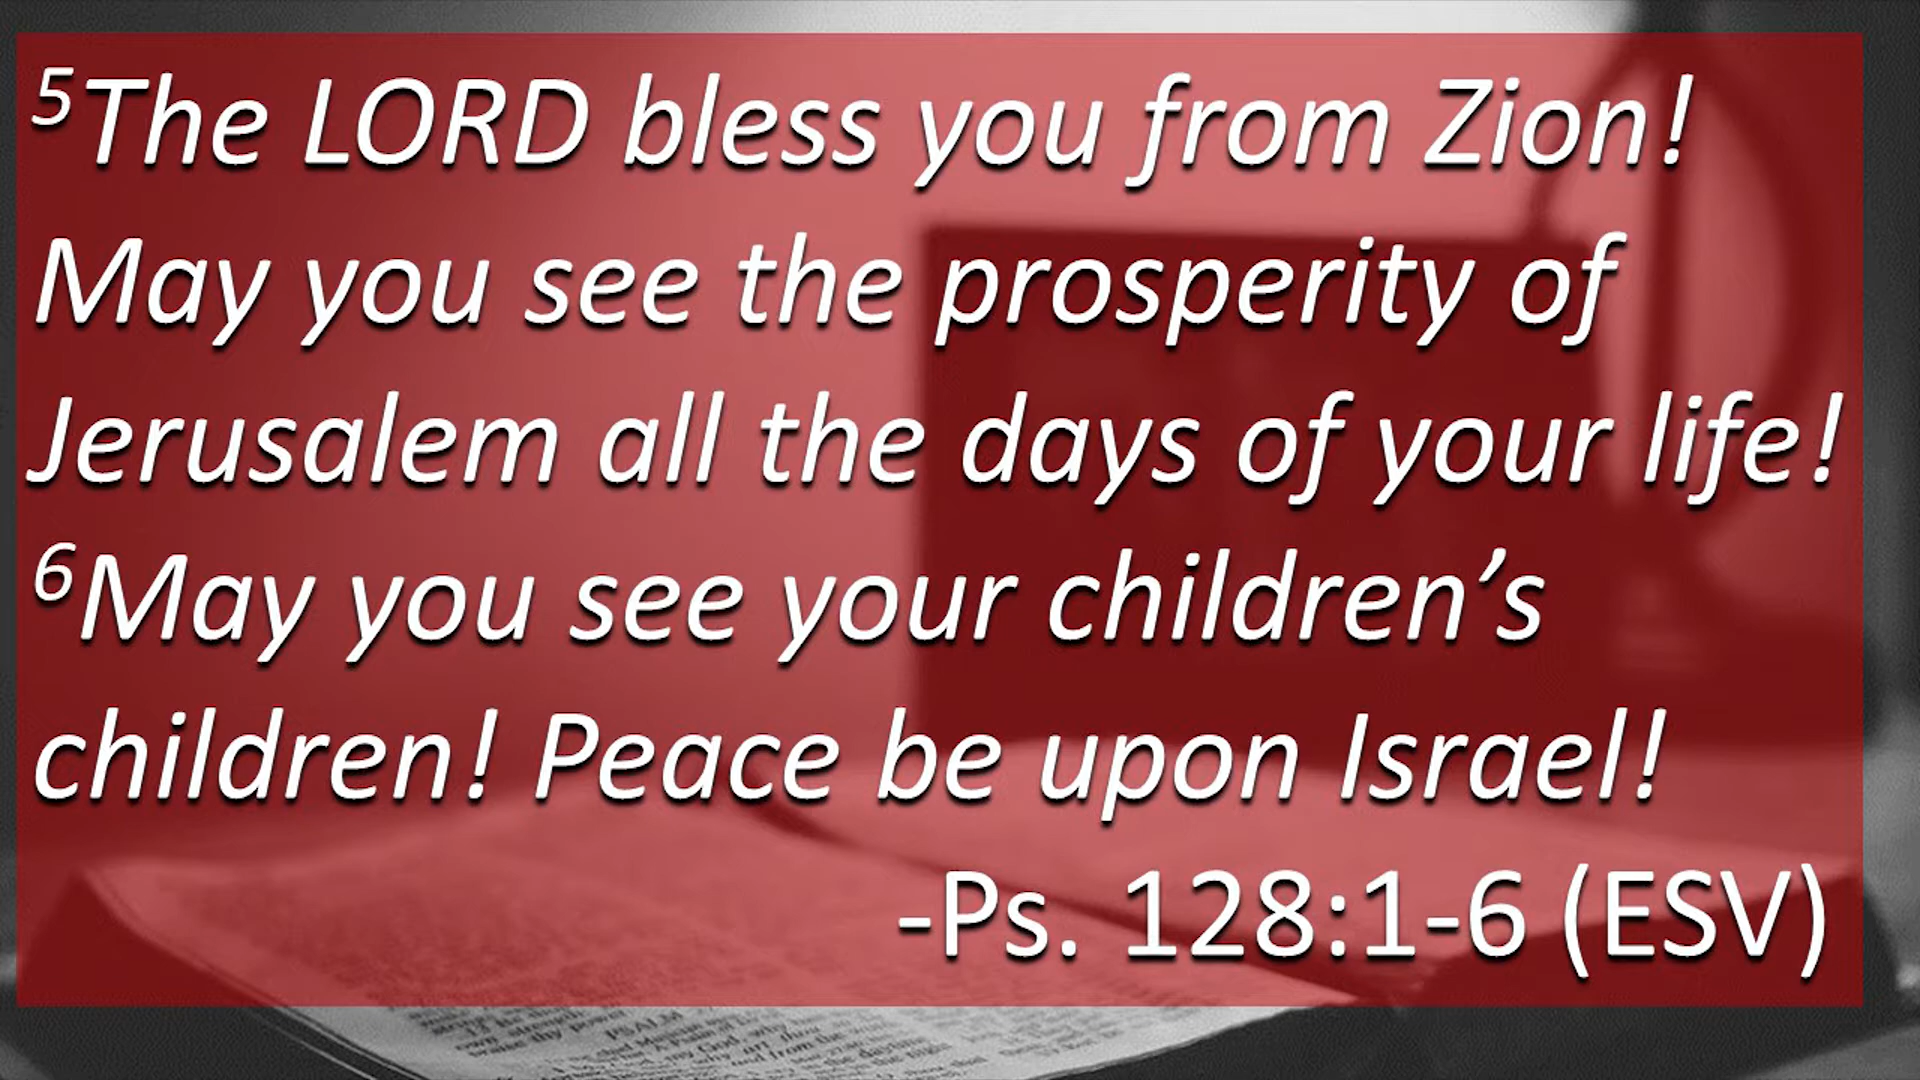 ⁵The LORD bless you from Zion!
May you see the prosperity of
Jerusalem all the days of your life!
⁶May you see your children’s
children! Peace be upon Israel!
-Ps. 128:1-6 (ESV)
PSALM